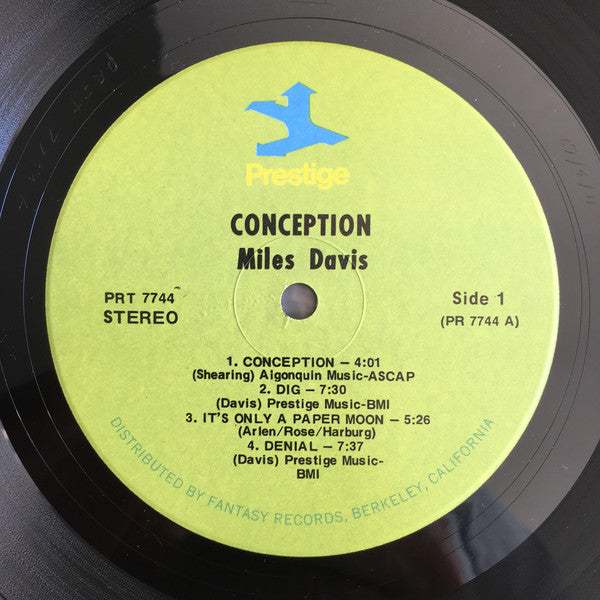 Prestige
CONCEPTION
Miles Davis
PRT 7744
STEREO
Side 1
(PR 7744 A)
1. CONCEPTION – 4:01
(Shearing) Algonquin Music-ASCAP
2. DIG – 7:30
(Davis) Prestige Music-BMI
3. IT'S ONLY A PAPER MOON – 5:26
(Arlen/Rose/Harburg)
4. DENIAL – 7:37
(Davis) Prestige Music-
BMI
DISTRIBUTED BY FANTASY RECORDS, BERKELEY, CALIFORNIA